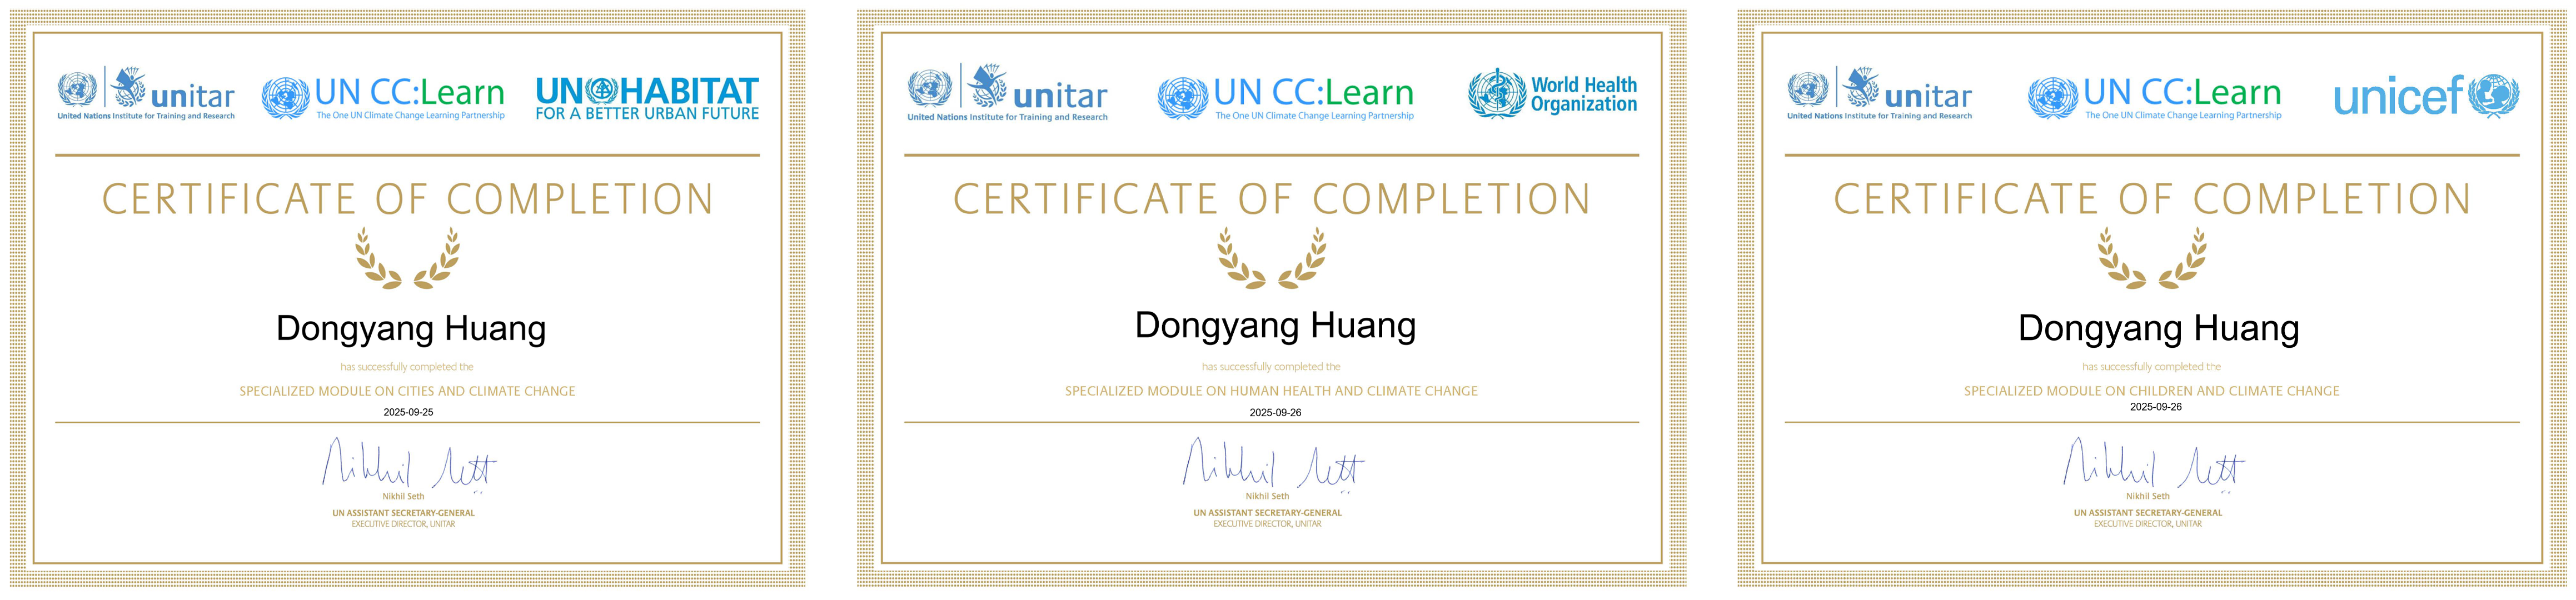 unitar
United Nations Institute for Training and Research
UN CC:Learn
The One UN Climate Change Learning Partnership
UN HABITAT
FOR A BETTER URBAN FUTURE
CERTIFICATE OF COMPLETION
Dongyang Huang
has successfully completed the
SPECIALIZED MODULE ON CITIES AND CLIMATE CHANGE
2025-09-25
Nikhil Seth
Nikhil Seth
UN ASSISTANT SECRETARY-GENERAL
EXECUTIVE DIRECTOR, UNITAR
unitar
United Nations Institute for Training and Research
UN CC:Learn
The One UN Climate Change Learning Partnership
World Health
Organization
CERTIFICATE OF COMPLETION
Dongyang Huang
has successfully completed the
SPECIALIZED MODULE ON HUMAN HEALTH AND CLIMATE CHANGE
2025-09-26
Nikhil Seth
Nikhil Seth
UN ASSISTANT SECRETARY-GENERAL
EXECUTIVE DIRECTOR, UNITAR
unitar
United Nations Institute for Training and Research
UN CC:Learn
The One UN Climate Change Learning Partnership
unicef
CERTIFICATE OF COMPLETION
Dongyang Huang
has successfully completed the
SPECIALIZED MODULE ON CHILDREN AND CLIMATE CHANGE
2025-09-26
Nikhil Seth
Nikhil Seth
UN ASSISTANT SECRETARY-GENERAL
EXECUTIVE DIRECTOR, UNITAR